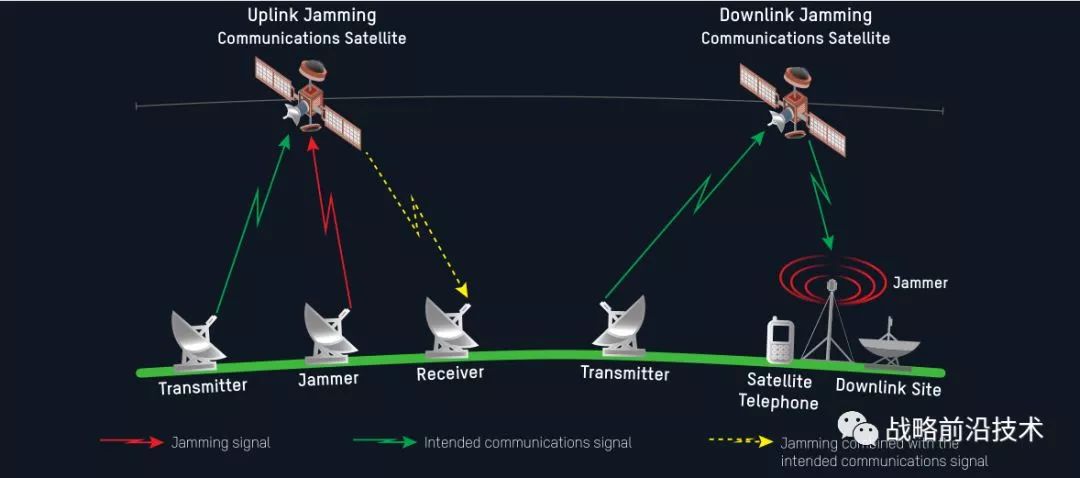 Uplink Jamming
Communications Satellite
Downlink Jamming
Communications Satellite
Jammer
Transmitter
Jammer
Receiver
Transmitter
Satellite
Telephone
Downlink Site
Jamming signal
Intended communications signal
Jamming combined with the
intended communications signal
战略前沿技术